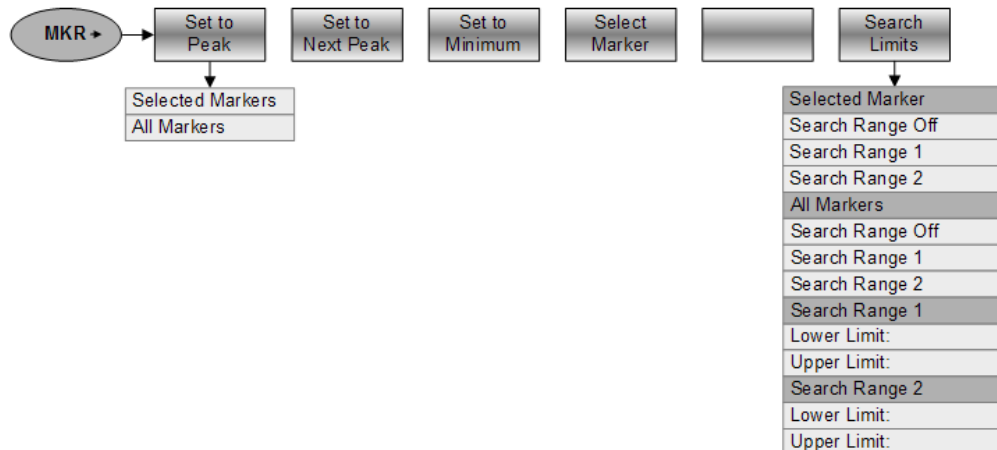 MKR
Set to
Peak
Set to
Next Peak
Set to
Minimum
Select
Marker
Search
Limits
Selected Markers
All Markers
Selected Marker
Search Range Off
Search Range 1
Search Range 2
All Markers
Search Range Off
Search Range 1
Search Range 2
Search Range 1
Lower Limit:
Upper Limit:
Search Range 2
Lower Limit:
Upper Limit: